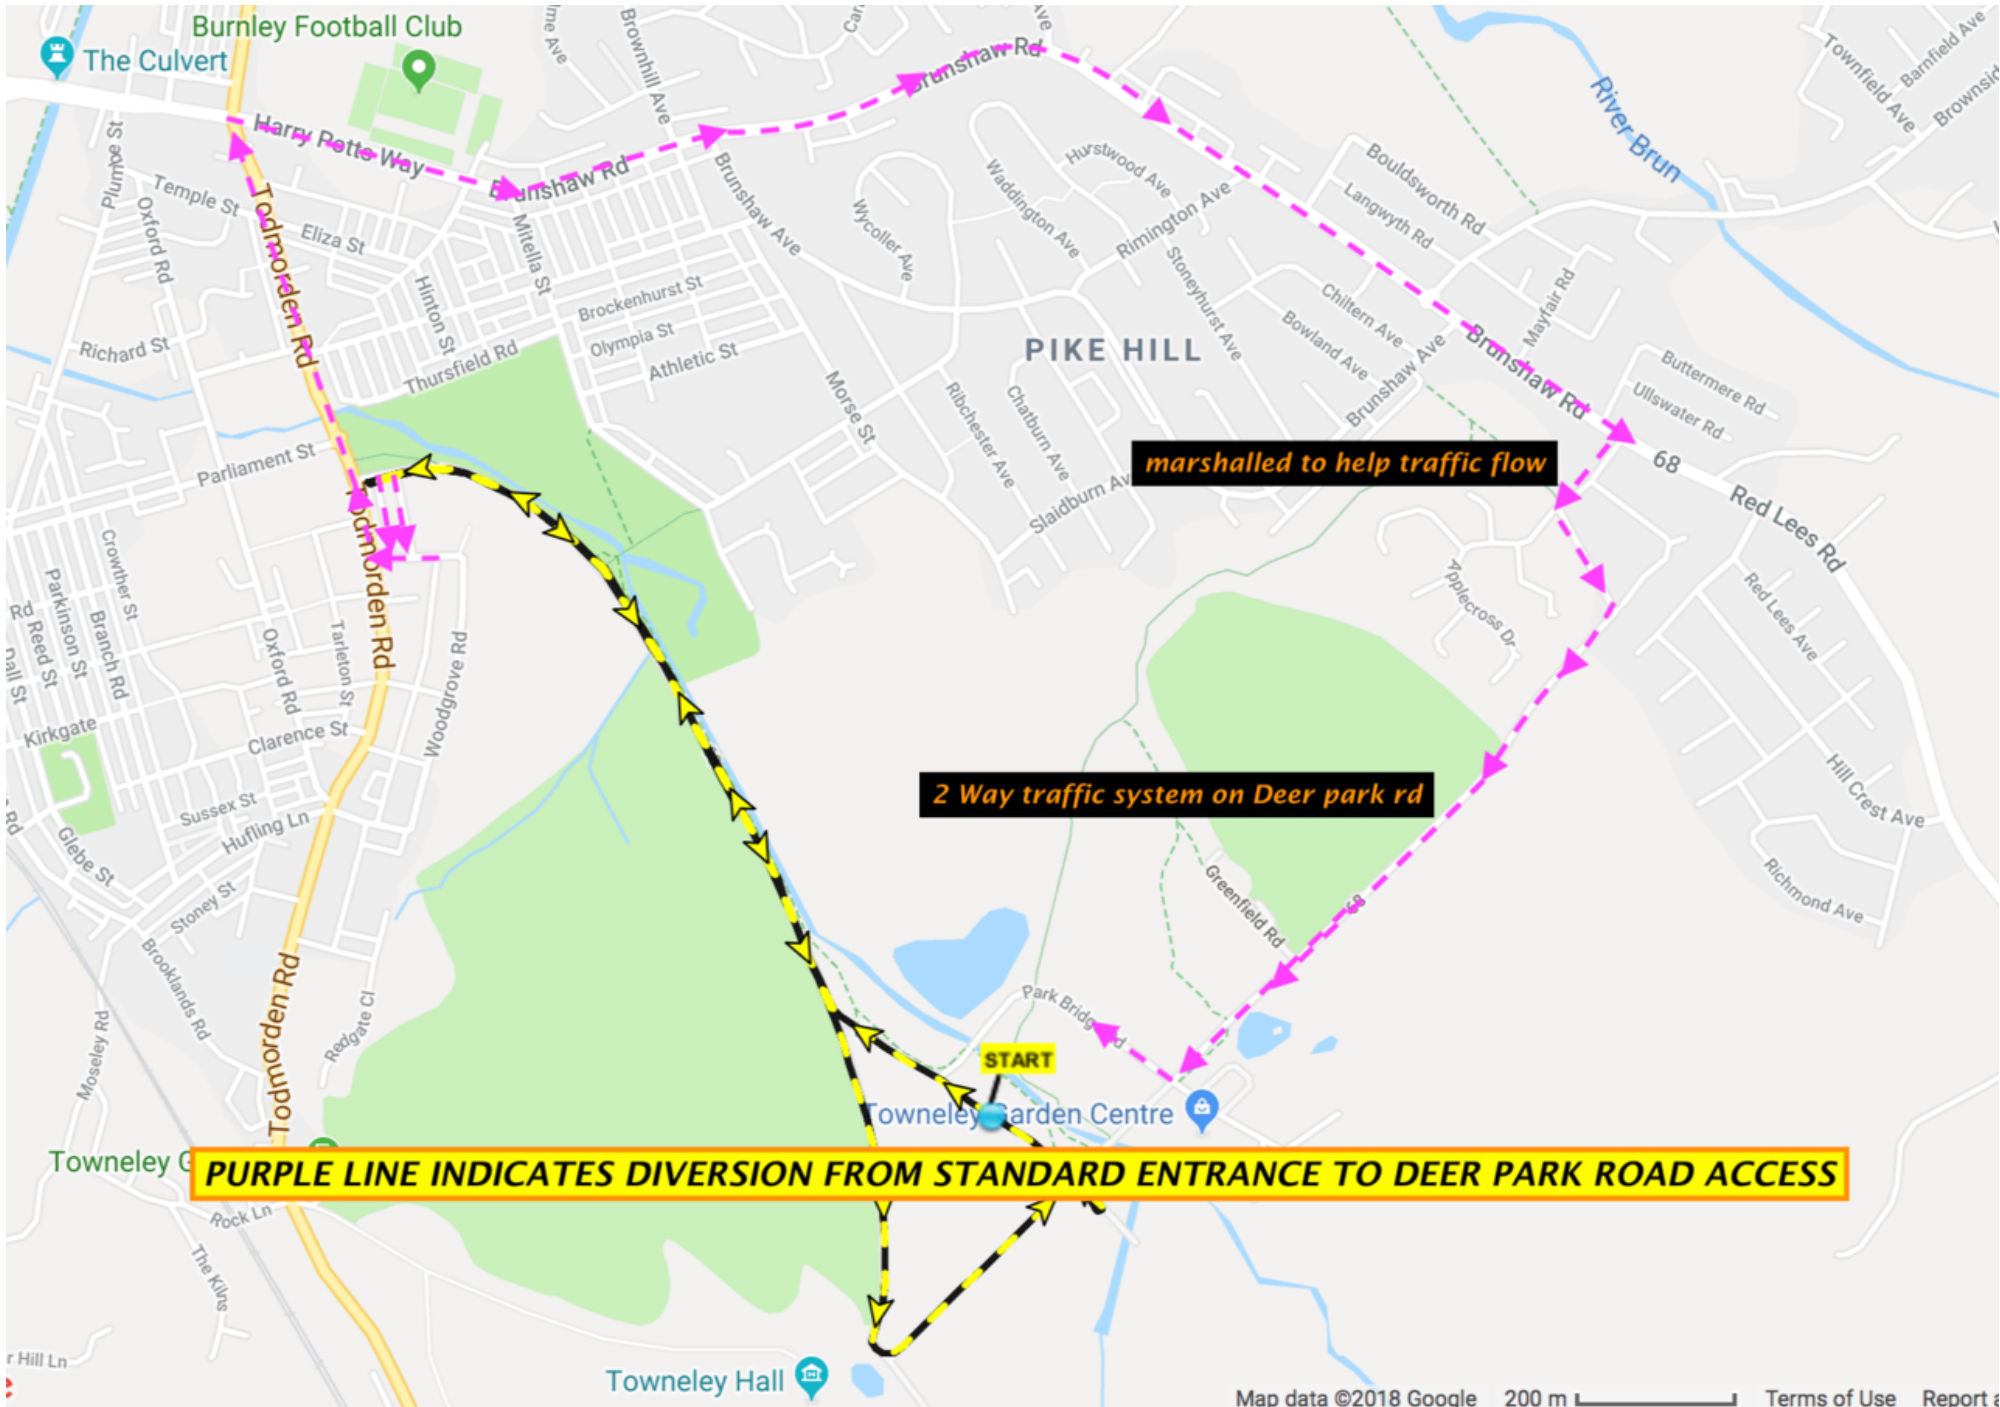 Burnley Football Club
The Culvert
Brownhill Ave
Brunshaw Rd
Townfield Ave
Barnfield Ave
River Brun
Harry Potts Way
Brunshaw Rd
Plumbe St
Temple St
Oxford Rd
Todmorden Rd
Eliza St
Mitella St
Hinton St
Brunshaw Ave
Wycoller Ave
Waddington Ave
Hurstwood Ave
Rimington Ave
Stoneyhurst Ave
Bouldsworth Rd
Langwyth Rd
Chiltern Ave
Bowland Ave
Mayfair Rd
Brockenhurst St
Olympia St
Athletic St
Richard St
Thursfield Rd
PIKE HILL
Brunshaw Ave
Brunshaw Rd
Buttermere Rd
Ullswater Rd
Morse St
Ribchester Ave
Chatburn Ave
Slaidburn Av
Parliament St
marshalled to help traffic flow
68
Red Lees Rd
Todmorden Rd
Crowther St
Parkinson St
Branch Rd
Rd
Reed St
Oxford Rd
Tarleton St
Woodgrove Rd
Applecross Dr
Red Lees Ave
Kirkgate
Clarence St
Sussex St
Hufling Ln
Glebe St
Stoney St
Hill Crest Ave
Richmond Ave
2 Way traffic system on Deer park rd
Greenfield Rd
68
Brooklands Rd
Moseley Rd
Redgate Cl
Todmorden Rd
START
Towneley Garden Centre
Towneley G
PURPLE LINE INDICATES DIVERSION FROM STANDARD ENTRANCE TO DEER PARK ROAD ACCESS
Rock Ln
The Kilns
r Hill Ln
Towneley Hall
Map data ©2018 Google 200 m Terms of Use Report a